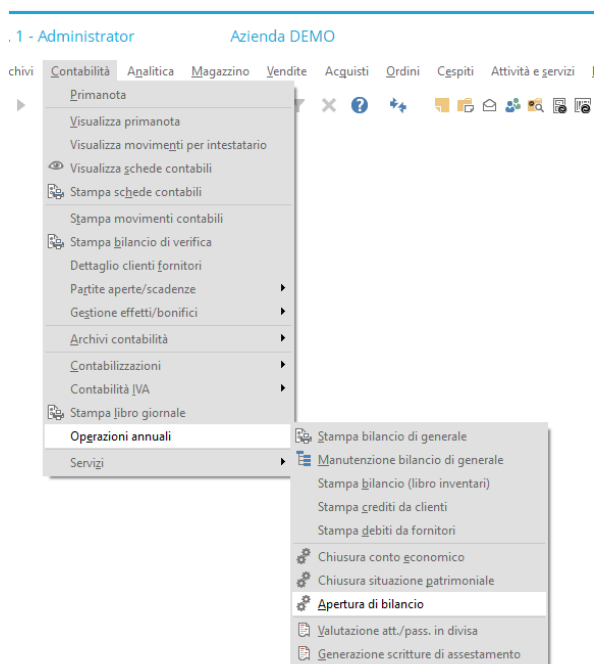 . 1 - Administrator Azienda DEMO
chivi Contabilità Analitica Magazzino Vendite Acquisti Ordini Cespiti Attività e servizi
Primanota
Visualizza primanota
Visualizza movimenti per intestatario
Visualizza schede contabili
Stampa schede contabili
Stampa movimenti contabili
Stampa bilancio di verifica
Dettaglio clienti fornitori
Partite aperte/scadenze
Gestione effetti/bonifici
Archivi contabilità
Contabilizzazioni
Contabilità IVA
Stampa libro giornale
Operazioni annuali
Servizi
Stampa bilancio di generale
Manutenzione bilancio di generale
Stampa bilancio (libro inventari)
Stampa crediti da clienti
Stampa debiti da fornitori
Chiusura conto economico
Chiusura situazione patrimoniale
Apertura di bilancio
Valutazione att./pass. in divisa
Generazione scritture di assestamento